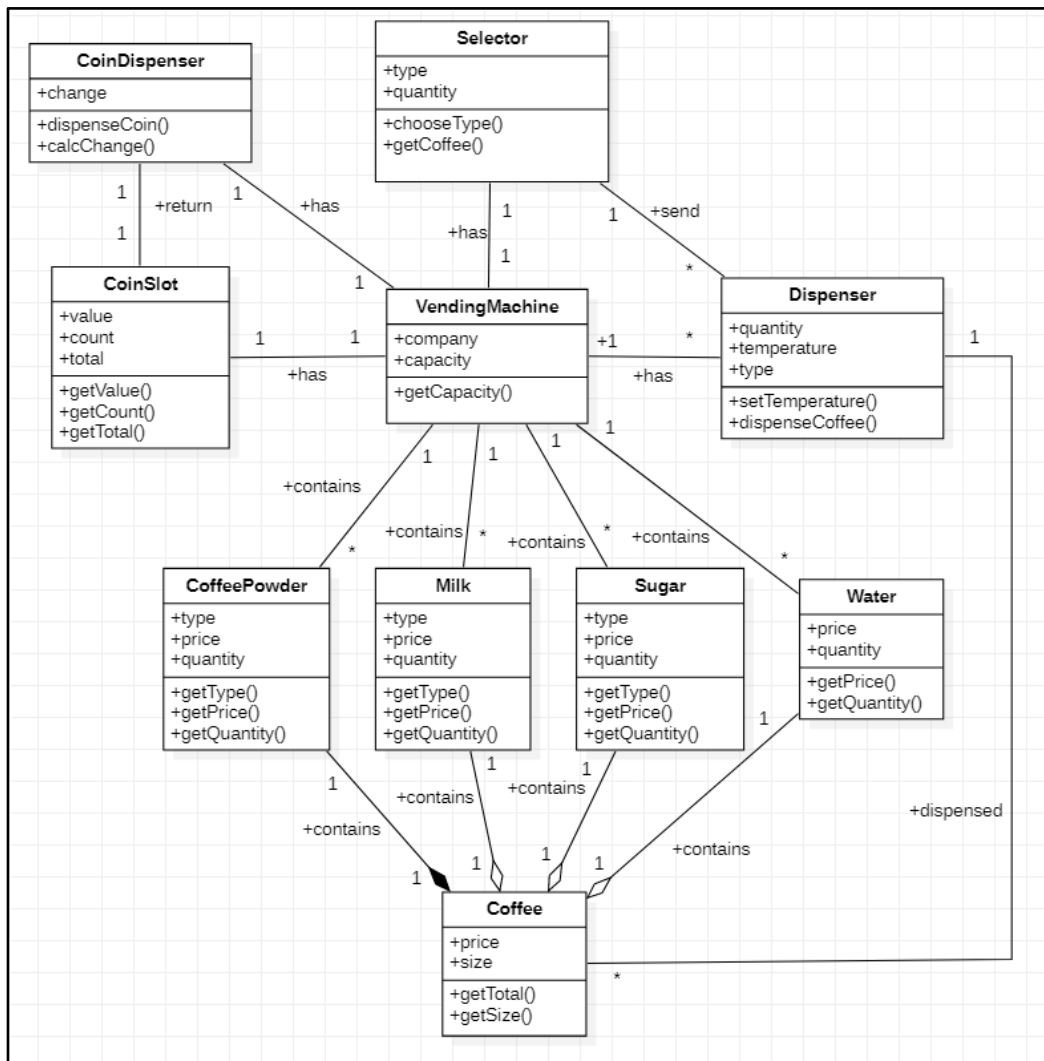 CoinDispenser
+change
+dispenseCoin()
+calcChange()
Selector
+type
+quantity
+chooseType()
+getCoffee()
1
+return
1
1
+has
1
1
+has
1
1
+send
*
CoinSlot
+value
+count
+total
+getValue()
+getCount()
+getTotal()
1
1
+has
VendingMachine
+company
+capacity
+getCapacity()
+1
*
+has
Dispenser
+quantity
+temperature
+type
+setTemperature()
+dispenseCoffee()
1
1
+contains
*
1
+contains
*
1
+contains
*
1
+contains
*
CoffeePowder
+type
+price
+quantity
+getType()
+getPrice()
+getQuantity()
Milk
+type
+price
+quantity
+getType()
+getPrice()
+getQuantity()
Sugar
+type
+price
+quantity
+getType()
+getPrice()
+getQuantity()
Water
+price
+quantity
+getPrice()
+getQuantity()
1
+contains
1
1
+contains
1
1
+contains
1
1
+contains
1
+dispensed
Coffee
+price
+size
+getTotal()
+getSize()
*